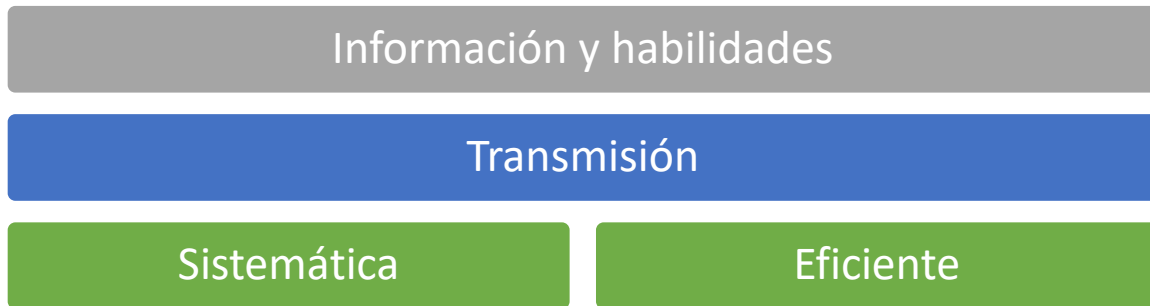 Información y habilidades
Transmisión
Sistemática
Eficiente